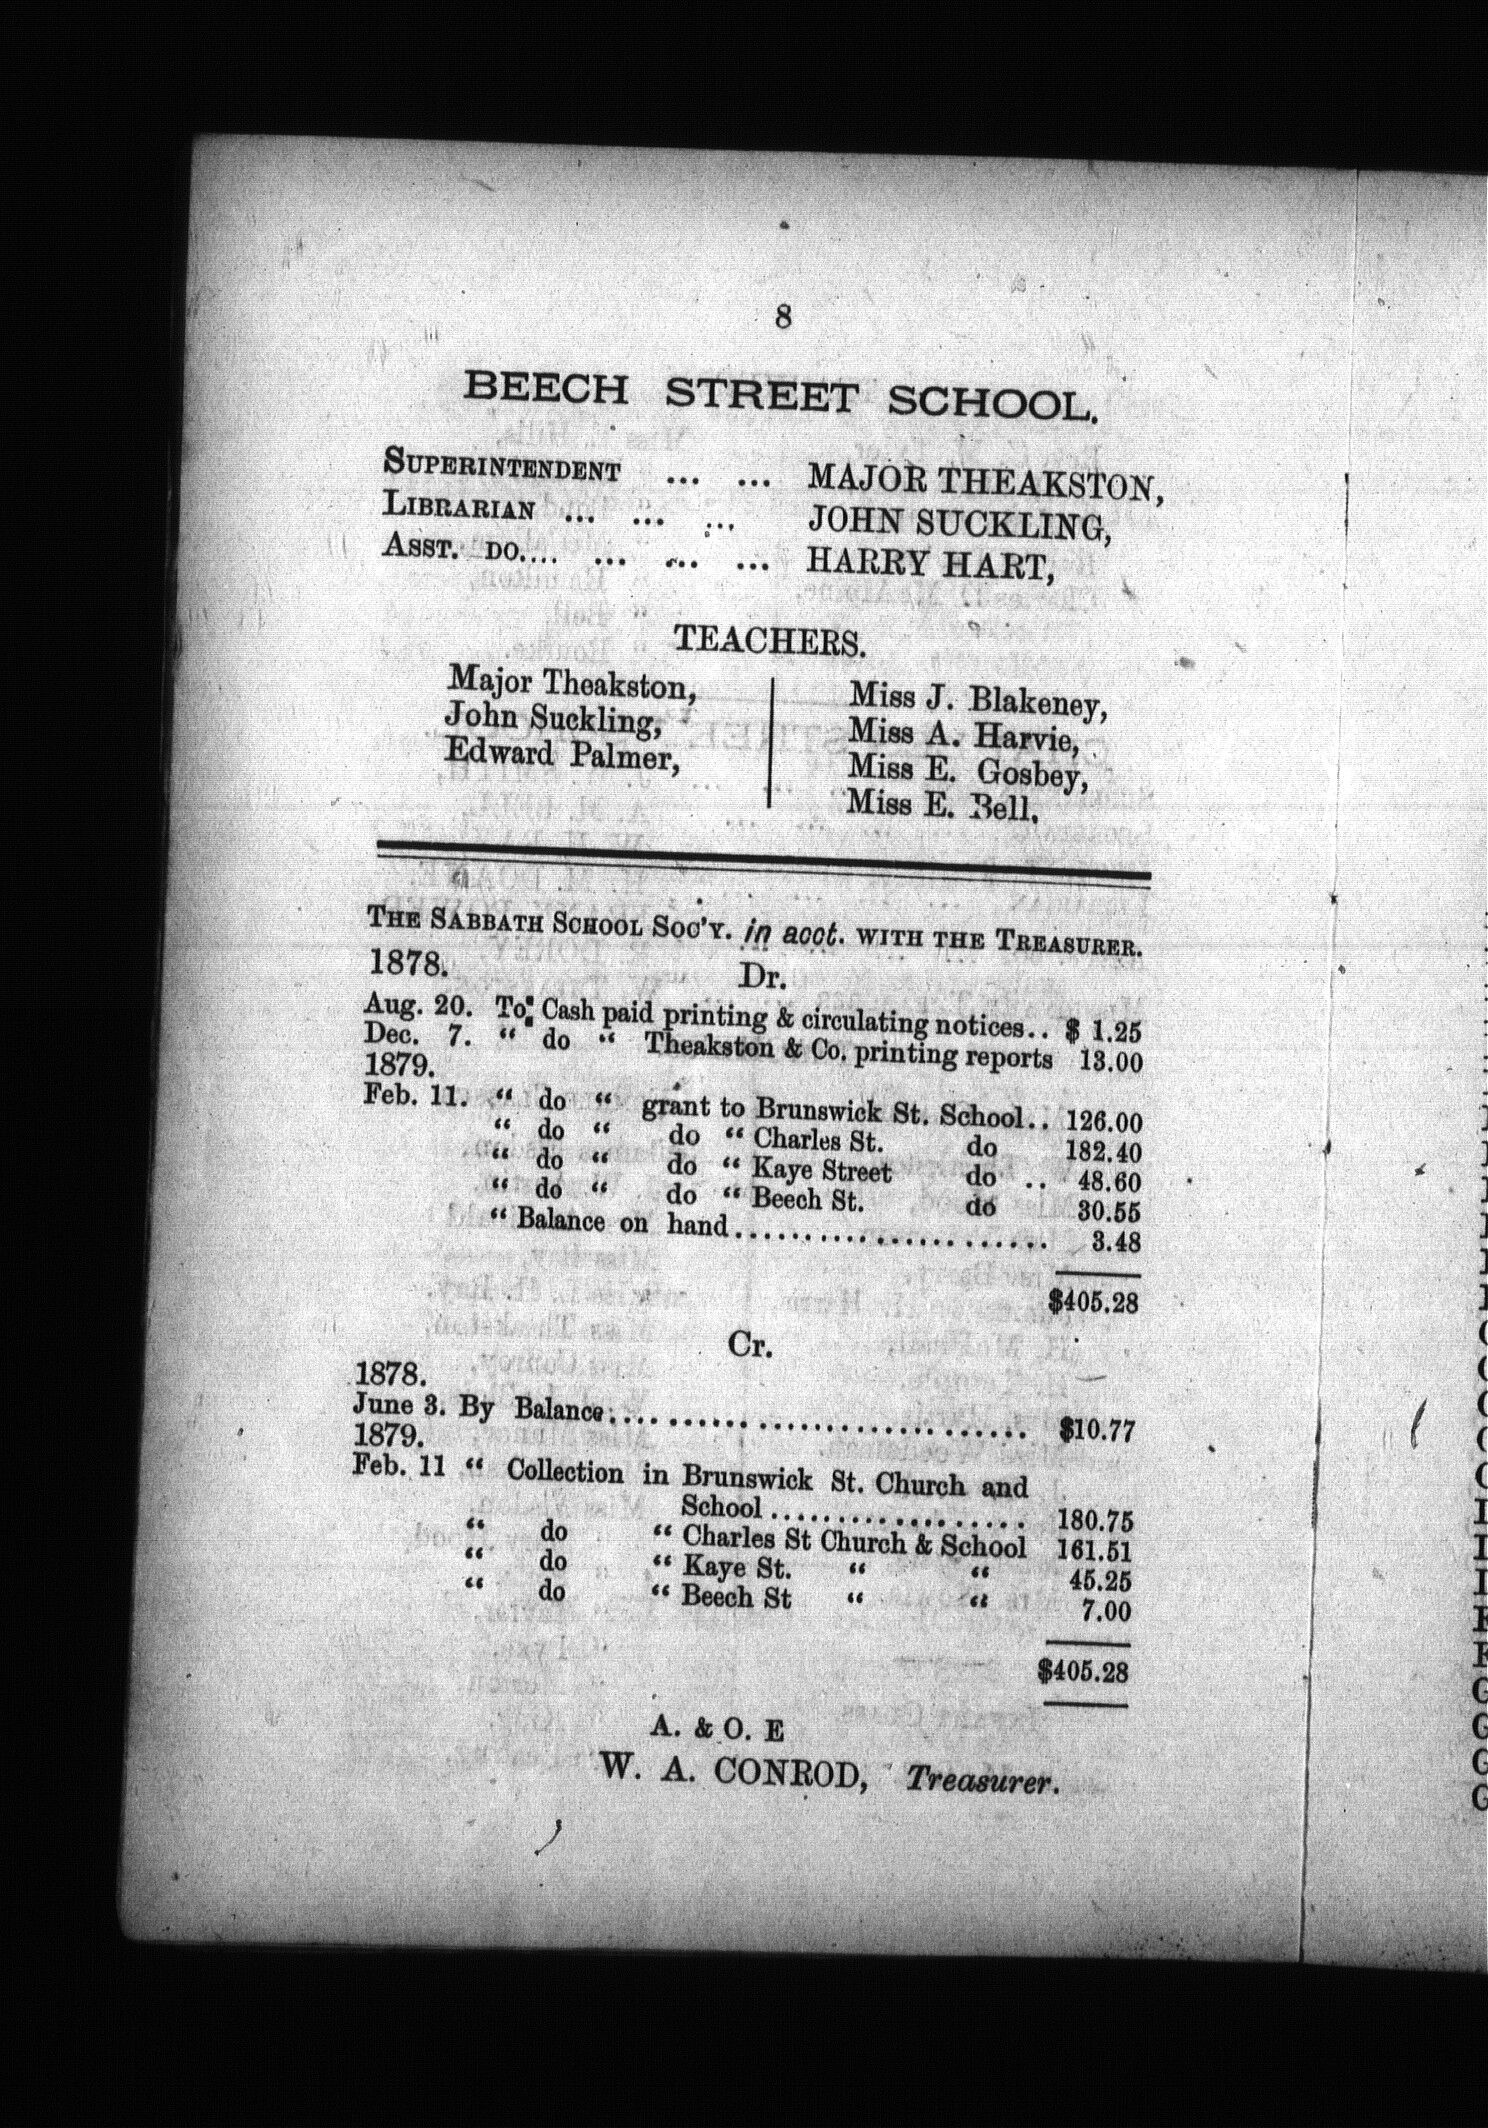 8
BEECH STREET SCHOOL.
SUPERINTENDENT ... ... MAJOR THEAKSTON,
LIBRARIAN ... ... ... JOHN SUCKLING,
ASST. DO.... ... ... ... HARRY HART,
TEACHERS.
Major Theakston,
John Suckling,
Edward Palmer,
Miss J. Blakeney,
Miss A. Harvie,
Miss E. Gosbey,
Miss E. Bell.
THE SABBATH SCHOOL SOC'Y. in acct. WITH THE TREASURER.
1878. Dr.
Aug. 20. To Cash paid printing & circulating notices.. $ 1.25
Dec. 7. “ do “ Theakston & Co. printing reports 13.00
1879.
Feb. 11. “ do “ grant to Brunswick St. School.. 126.00
“ do “ do “ Charles St. do 182.40
“ do “ do “ Kaye Street do .. 48.60
“ do “ do “ Beech St. do 30.55
“ Balance on hand....................... 3.48
$405.28
Cr.
1878.
June 3. By Balance.............................. $10.77
1879.
Feb. 11 “ Collection in Brunswick St. Church and
School................... 180.75
“ do “ Charles St Church & School 161.51
“ do “ Kaye St. “ “ 45.25
“ do “ Beech St “ “ 7.00
$405.28
A. & O. E
W. A. CONROD, Treasurer.